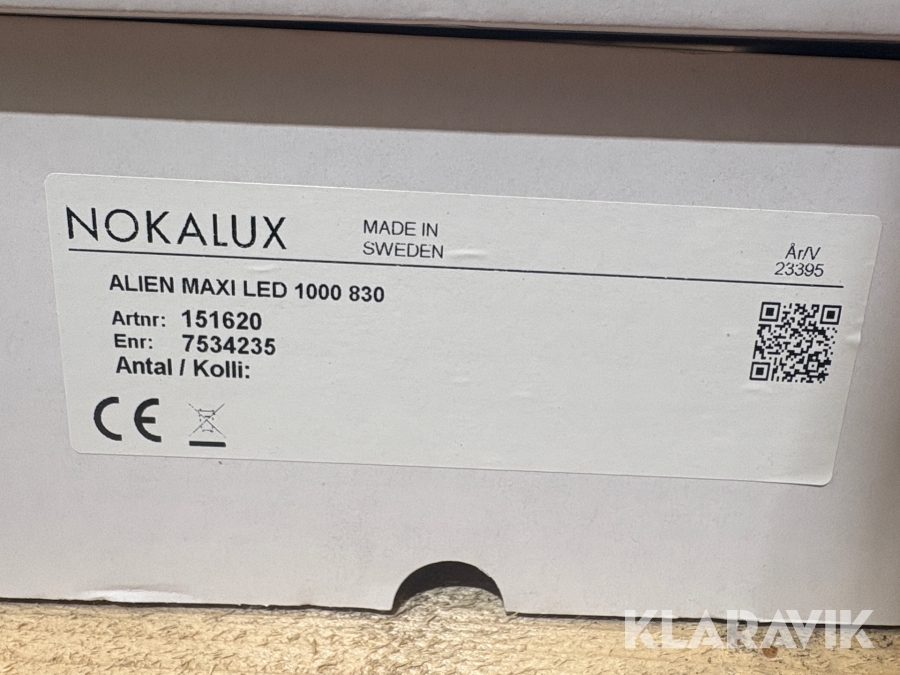 NOKALUX
MADE IN
SWEDEN
År/V
23395
ALIEN MAXI LED 1000 830
Artnr: 151620
Enr: 7534235
Antal / Kolli:
CE
KLARAVIK